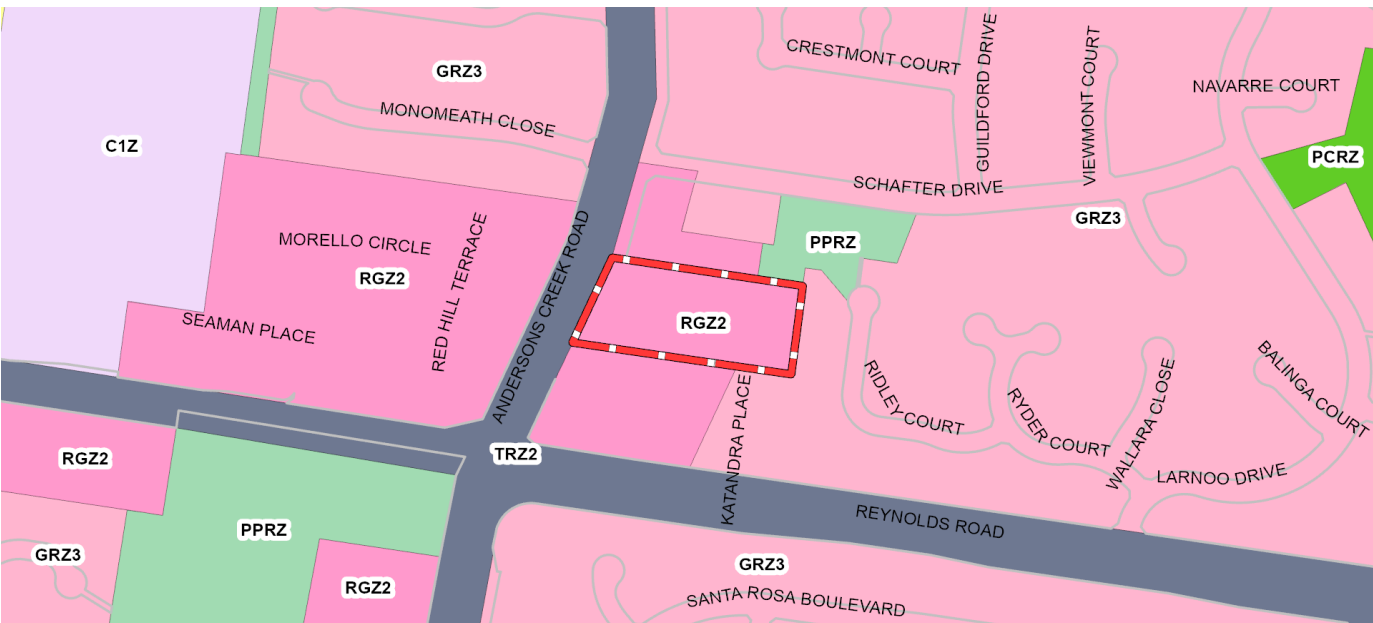 CRESTMONT COURT
GUILDFORD DRIVE
VIEWMONT COURT
NAVARRE COURT
GRZ3
MONOMEATH CLOSE
C1Z
PCRZ
SCHAFTER DRIVE
GRZ3
MORELLO CIRCLE
RED HILL TERRACE
RGZ2
ANDERSONS CREEK ROAD
PPRZ
SEAMAN PLACE
RGZ2
RIDLEY COURT
RYDER COURT
WALLARA CLOSE
BALINGA COURT
KATANDRA PLACE
LARNOO DRIVE
RGZ2
TRZ2
PPRZ
REYNOLDS ROAD
GRZ3
GRZ3
RGZ2
SANTA ROSA BOULEVARD